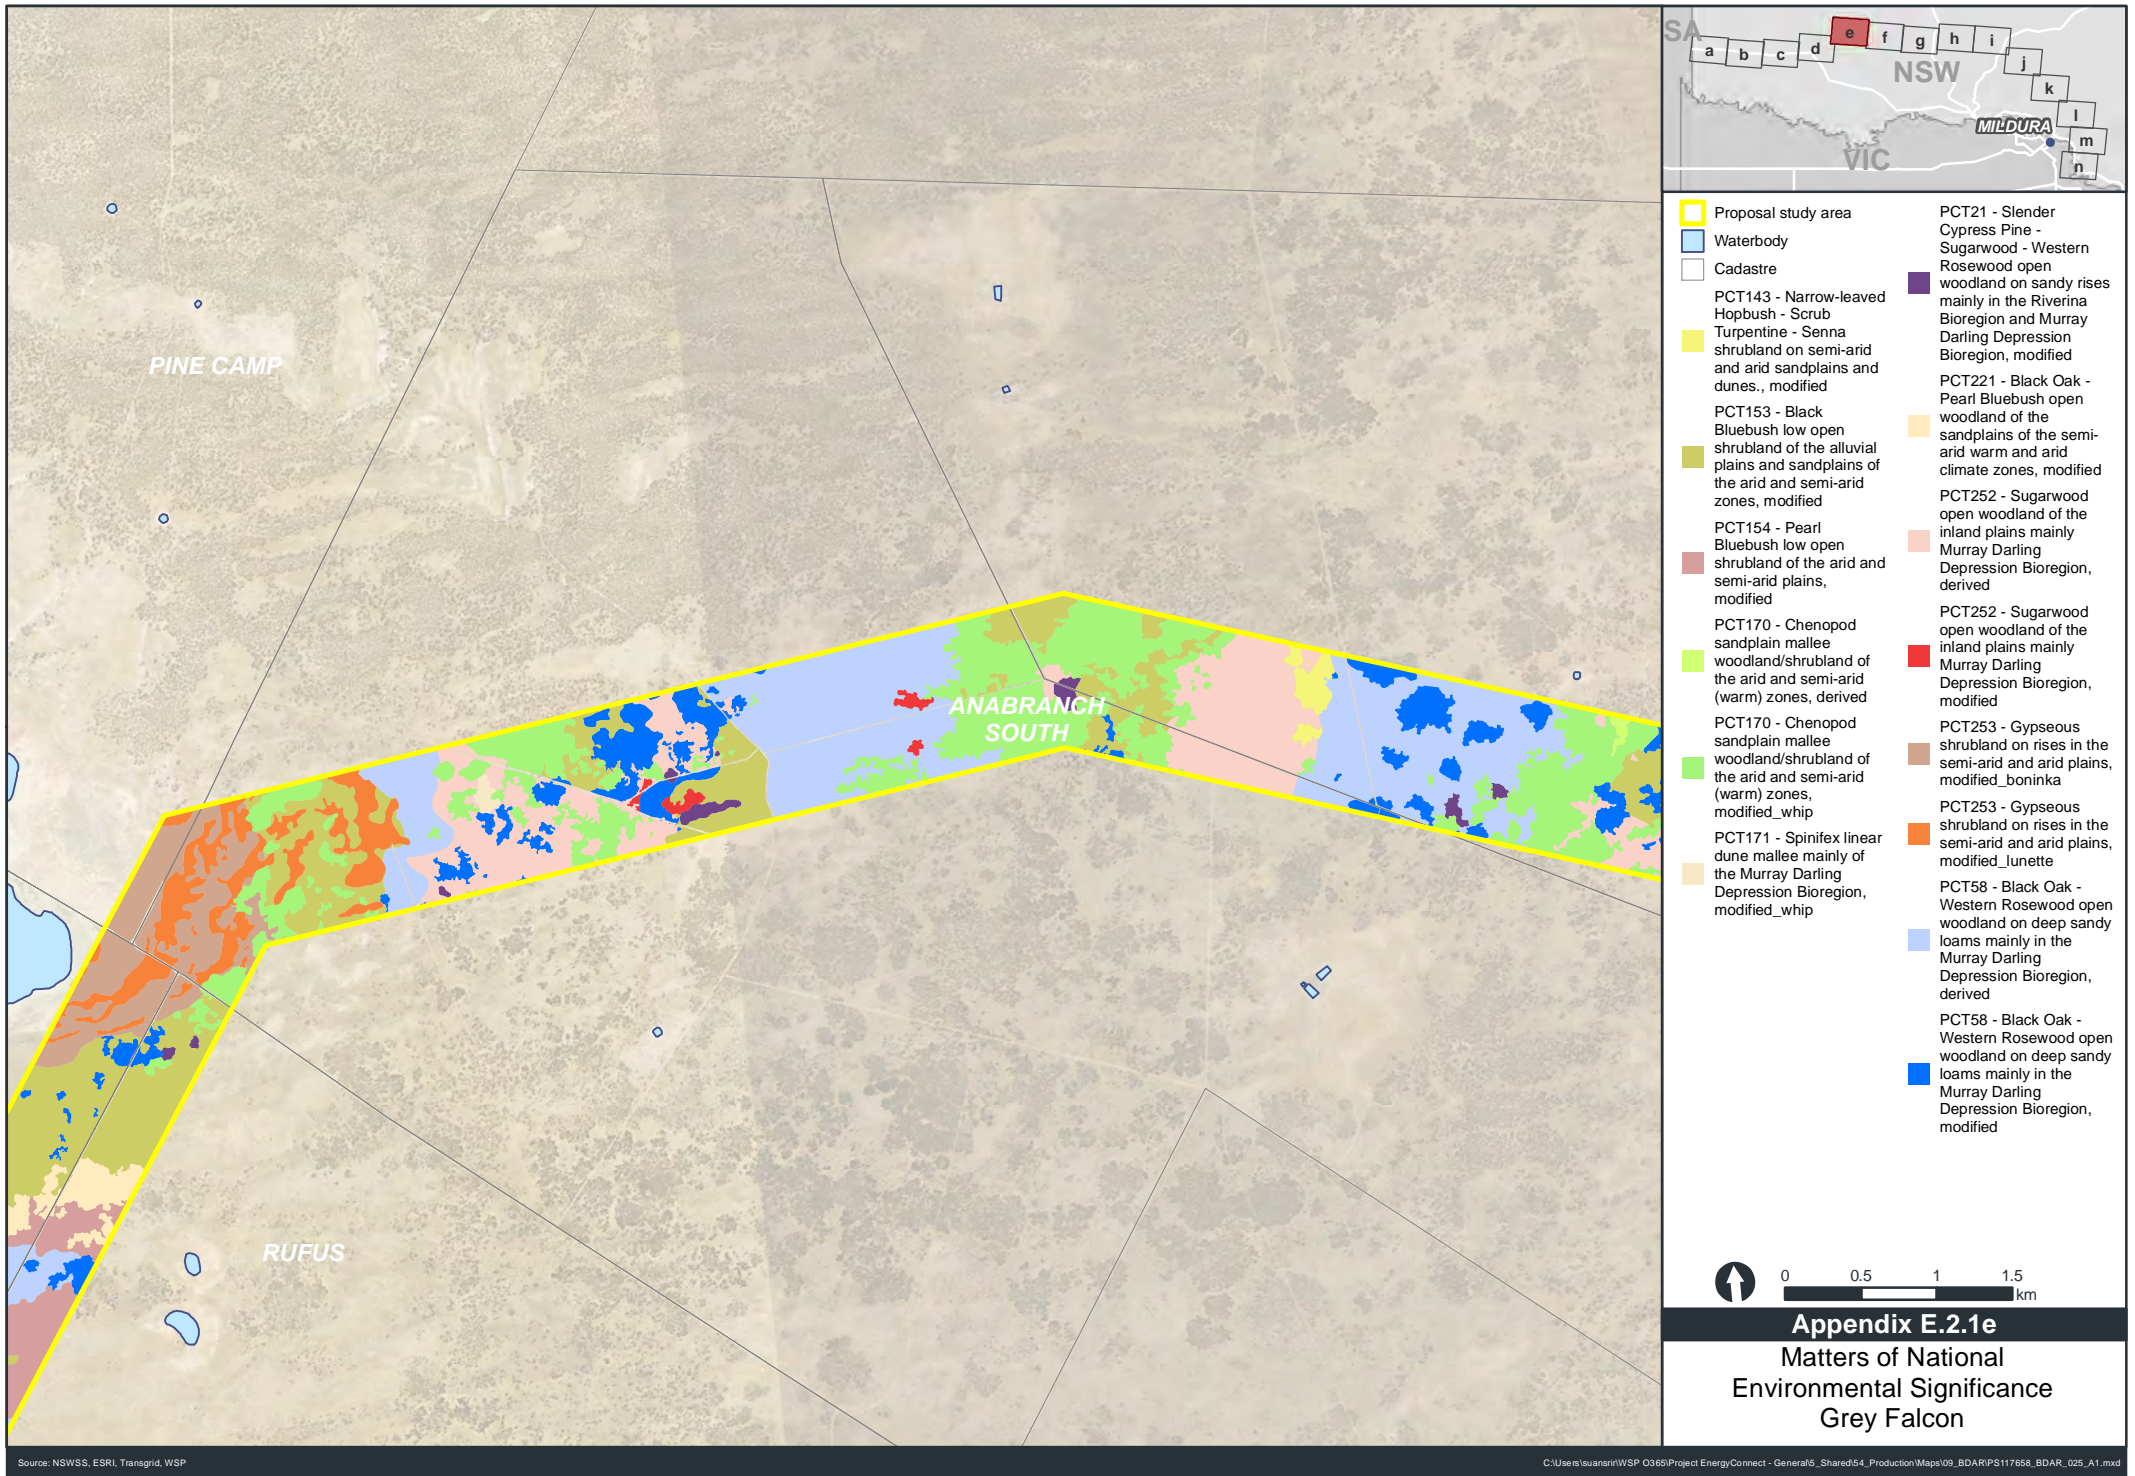 PINE CAMP
ANABRANCH
SOUTH
RUFUS
SA
a
b
c
d
e
f
g
h
i
j
k
l
m
n
NSW
MILDURA
VIC
Proposal study area
Waterbody
Cadastre
PCT143 - Narrow-leaved
Hopbush - Scrub
Turpentine - Senna
shrubland on semi-arid
and arid sandplains and
dunes., modified
PCT153 - Black
Bluebush low open
shrubland of the alluvial
plains and sandplains of
the arid and semi-arid
zones, modified
PCT154 - Pearl
Bluebush low open
shrubland of the arid and
semi-arid plains,
modified
PCT170 - Chenopod
sandplain mallee
woodland/shrubland of
the arid and semi-arid
(warm) zones, derived
PCT170 - Chenopod
sandplain mallee
woodland/shrubland of
the arid and semi-arid
(warm) zones,
modified_whip
PCT171 - Spinifex linear
dune mallee mainly of
the Murray Darling
Depression Bioregion,
modified_whip
PCT21 - Slender
Cypress Pine -
Sugarwood - Western
Rosewood open
woodland on sandy rises
mainly in the Riverina
Bioregion and Murray
Darling Depression
Bioregion, modified
PCT221 - Black Oak -
Pearl Bluebush open
woodland of the
sandplains of the semi-
arid warm and arid
climate zones, modified
PCT252 - Sugarwood
open woodland of the
inland plains mainly
Murray Darling
Depression Bioregion,
derived
PCT252 - Sugarwood
open woodland of the
inland plains mainly
Murray Darling
Depression Bioregion,
modified
PCT253 - Gypseous
shrubland on rises in the
semi-arid and arid plains,
modified_boninka
PCT253 - Gypseous
shrubland on rises in the
semi-arid and arid plains,
modified_lunette
PCT58 - Black Oak -
Western Rosewood open
woodland on deep sandy
loams mainly in the
Murray Darling
Depression Bioregion,
derived
PCT58 - Black Oak -
Western Rosewood open
woodland on deep sandy
loams mainly in the
Murray Darling
Depression Bioregion,
modified
0 0.5 1 1.5
km
Appendix E.2.1e
Matters of National
Environmental Significance
Grey Falcon
Source: NSWSS, ESRI, Transgrid, WSP
C:\Users\suansrir\WSP O365\Project EnergyConnect - General\5_Shared\54_Production\Maps\09_BDAR\PS117658_BDAR_025_A1.mxd